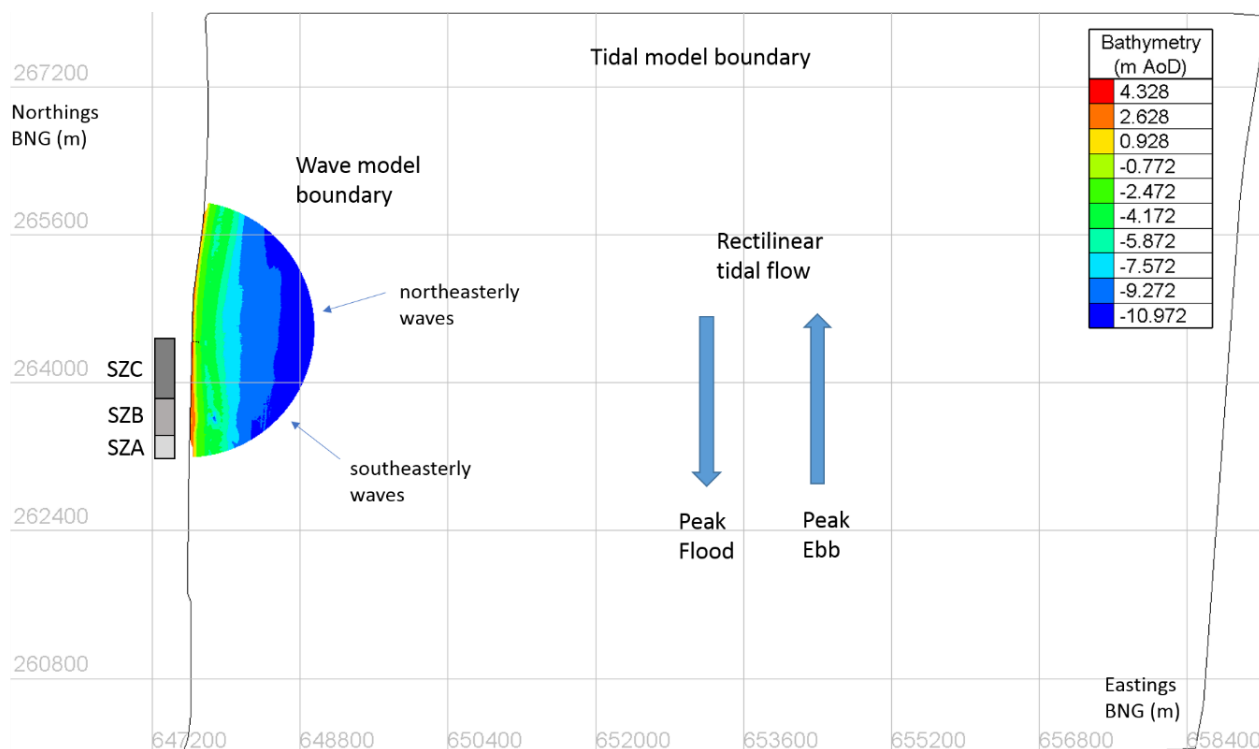 Tidal model boundary
267200
Northings
BNG (m)
Bathymetry
(m AoD)
4.328
2.628
0.928
-0.772
-2.472
-4.172
-5.872
-7.572
-9.272
-10.972
Wave model
boundary
265600
Rectilinear
tidal flow
northeasterly
waves
SZC
264000
SZB
SZA
southeasterly
waves
262400
Peak
Flood
Peak
Ebb
260800
Eastings
BNG (m)
647200
648800
650400
652000
653600
655200
656800
658400